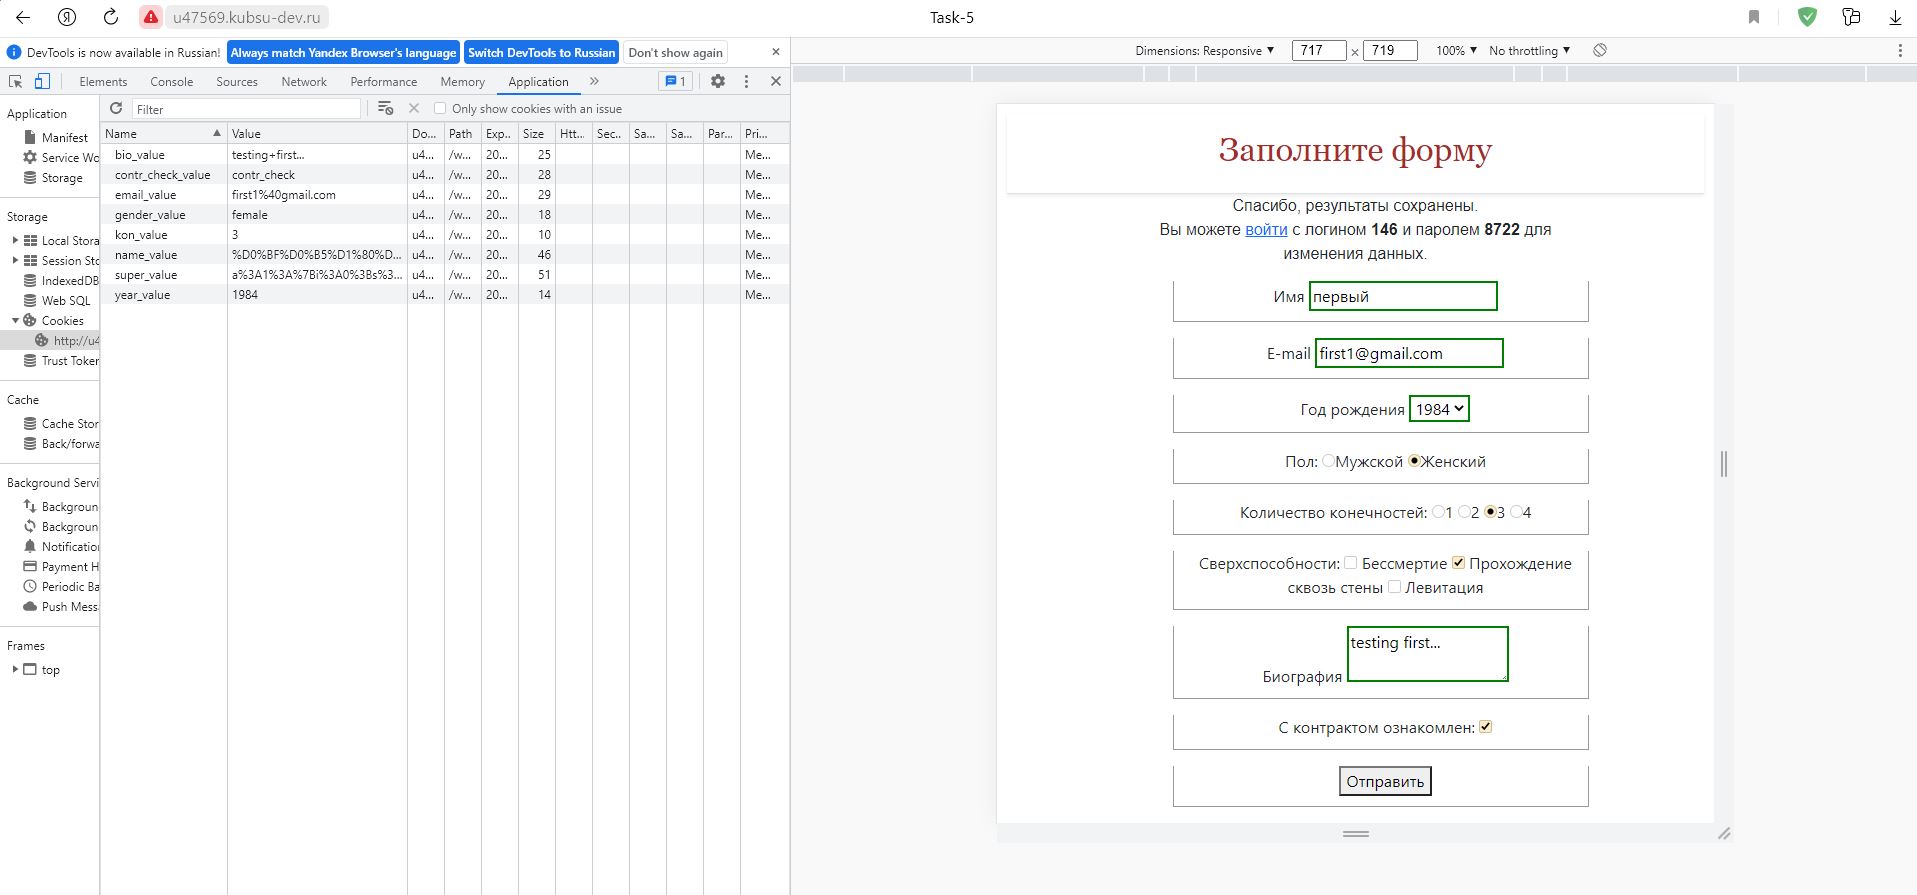 u47569.kubsu-dev.ru Task-5
DevTools is now available in Russian! Always match Yandex Browser's language Switch DevTools to Russian Don't show again
Dimensions: Responsive 717 × 719 100% No throttling
Elements Console Sources Network Performance Memory Application 1
Application
Manifest
Service Wo
Storage
Storage
Local Stora
Session Sto
IndexedDB
Web SQL
Cookies
http://u4
Trust Token
Cache
Cache Stor
Back/forwa
Background Servi
Backgroun
Backgroun
Notification
Payment H
Periodic Ba
Push Mess
Frames
top
Filter Only show cookies with an issue
Name Value Do... Path Exp.. Size Htt... Sec.. Sa... Sa... Par... Pri...
bio_value testing+first... u4... /w... 20... 25 Me...
contr_check_value contr_check u4... /w... 20... 28 Me...
email_value first1%40gmail.com u4... /w... 20... 29 Me...
gender_value female u4... /w... 20... 18 Me...
kon_value 3 u4... /w... 20... 10 Me...
name_value %D0%BF%D0%B5%D1%80%D... u4... /w... 20... 46 Me...
super_value a%3A1%3A%7Bi%3A0%3Bs%3... u4... /w... 20... 51 Me...
year_value 1984 u4... /w... 20... 14 Me...
Заполните форму
Спасибо, результаты сохранены.
Вы можете войти с логином 146 и паролем 8722 для
изменения данных.
Имя первый
E-mail first1@gmail.com
Год рождения 1984
Пол: Мужской Женский
Количество конечностей: 1 2 3 4
Сверхспособности: Бессмертие Прохождение
сквозь стены Левитация
testing first...
Биография
С контрактом ознакомлен:
Отправить